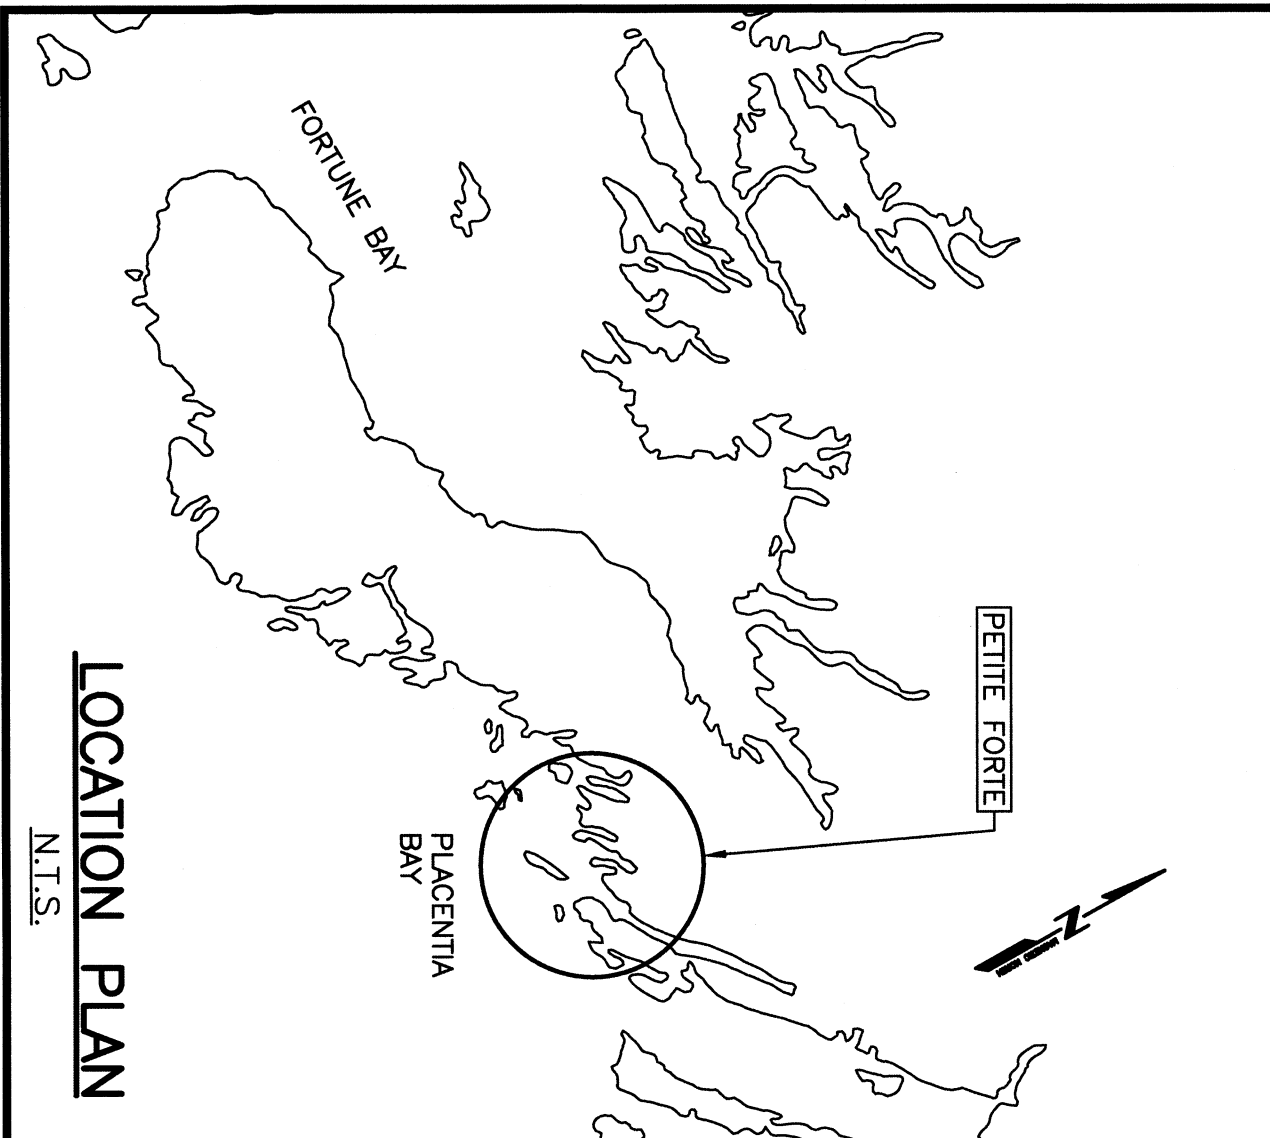 FORTUNE BAY
PETITE FORTE
PLACENTIA
BAY
N
LOCATION PLAN
N.T.S.